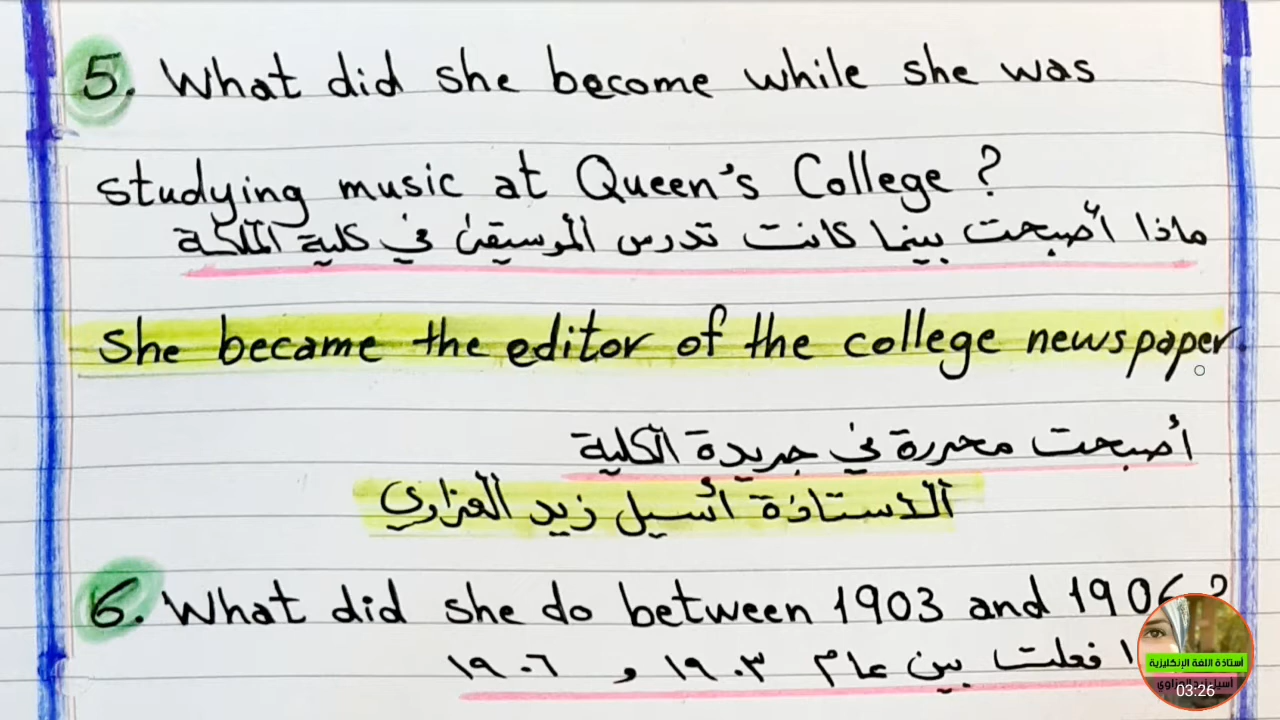 5. What did she become while she was
studying music at Queen's College ?
ماذا أصبحت بينما كانت تدرس الموسيقى في كلية الملكة
She became the editor of the college newspaper.
أصبحت محررة في جريدة الكلية
الاستاذة أسيل زيد العزاوي
6. What did she do between 1903 and 1906 ?
فعلت بين عام ١٩٠٣ و ١٩٠٦
أستاذة اللغة الإنكليزية
أسيل زيد العزاوي
03:26